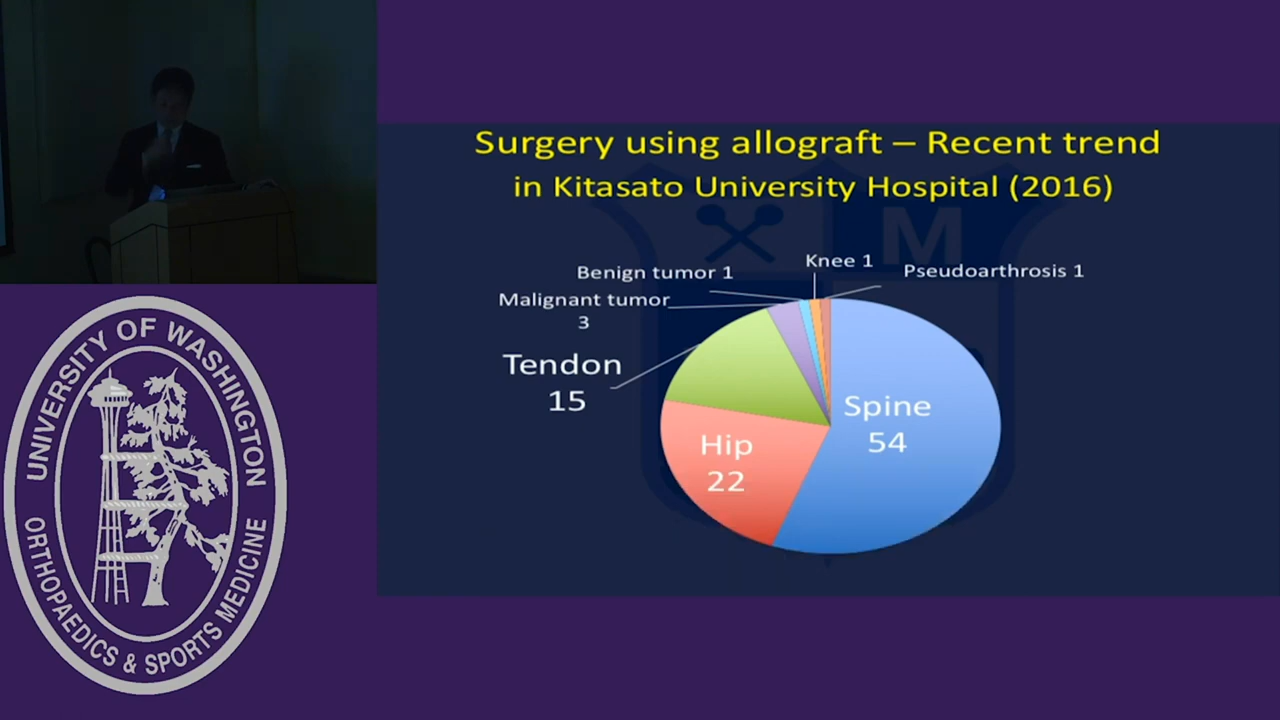 Surgery using allograft – Recent trend
in Kitasato University Hospital (2016)
Knee 1
Benign tumor 1
Pseudoarthrosis 1
Malignant tumor
3
Tendon
15
Spine
54
Hip
22
M
UNIVERSITY OF WASHINGTON
ORTHOPAEDICS & SPORTS MEDICINE